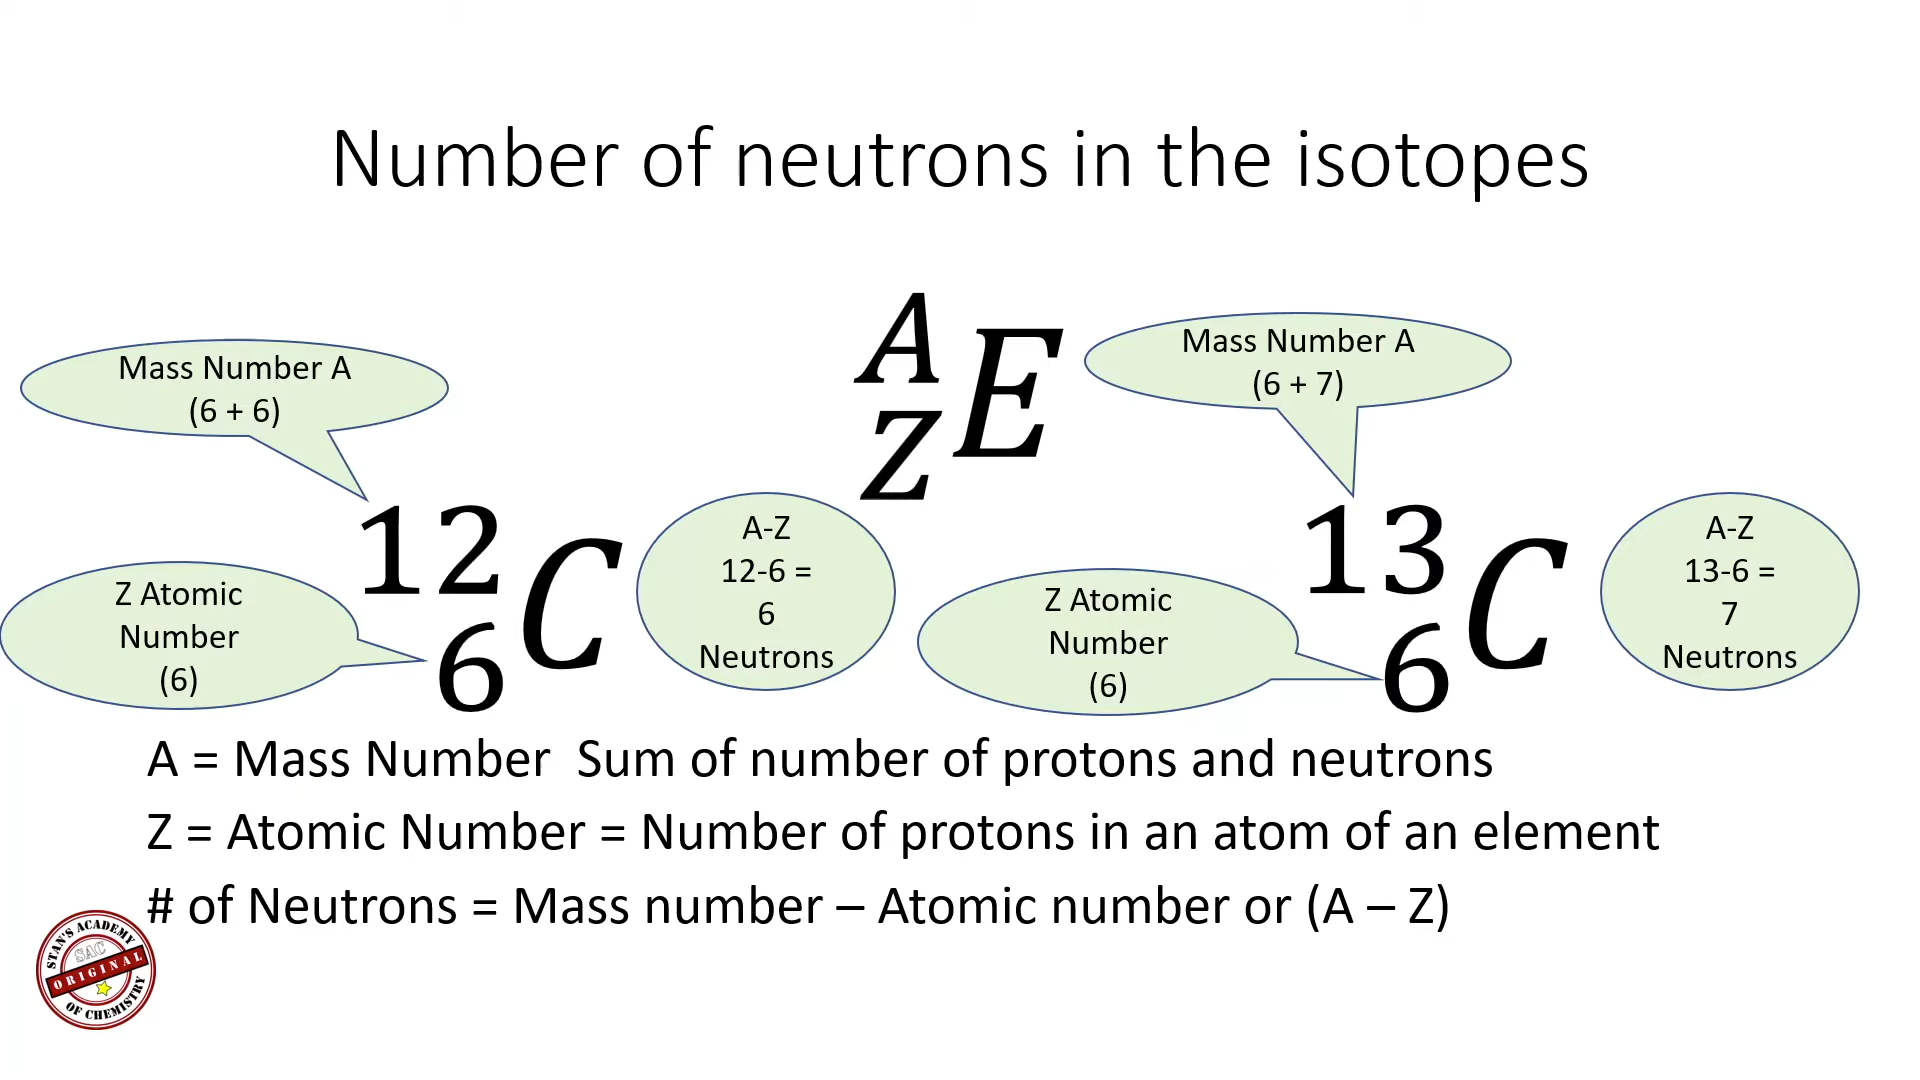 Number of neutrons in the isotopes
A
Z
E
Mass Number A
(6 + 6)
Mass Number A
(6 + 7)
12
6
C
Z Atomic
Number
(6)
A-Z
12-6 =
6
Neutrons
13
6
C
Z Atomic
Number
(6)
A-Z
13-6 =
7
Neutrons
A = Mass Number  Sum of number of protons and neutrons
Z = Atomic Number = Number of protons in an atom of an element
# of Neutrons = Mass number – Atomic number or (A – Z)
STAN'S ACADEMY
SAC
ORIGINAL
OF CHEMISTRY